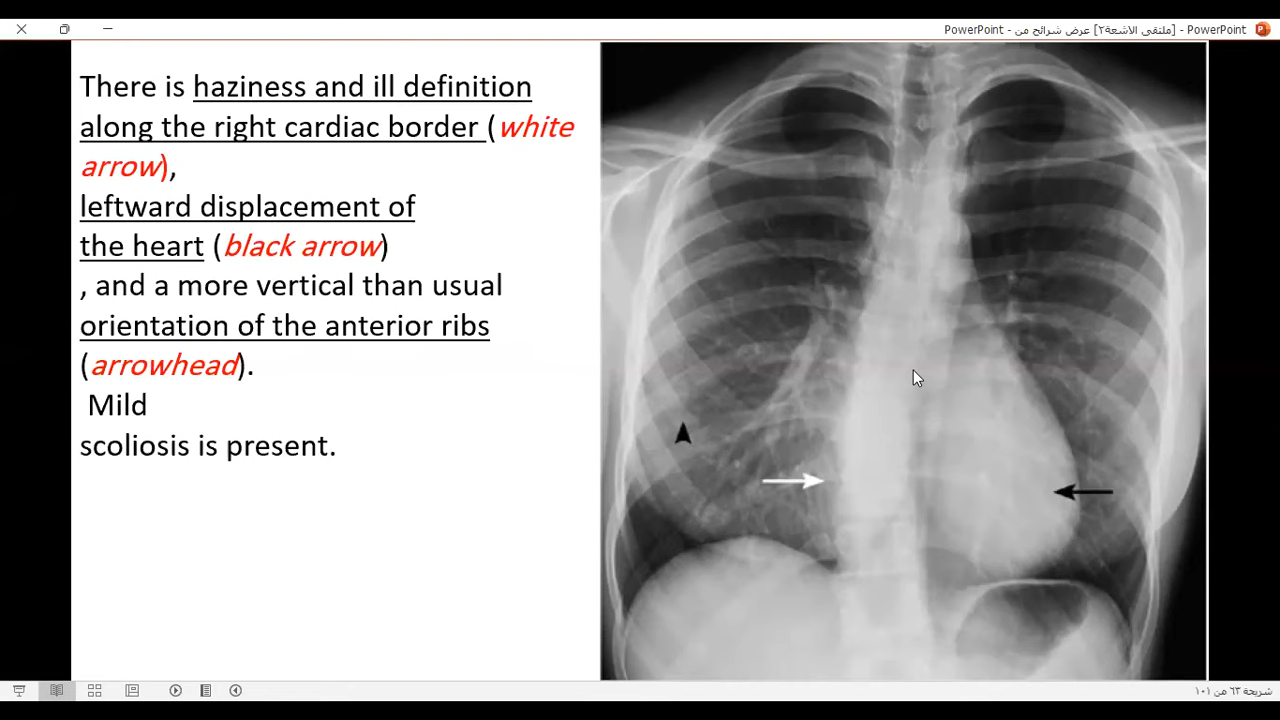 PowerPoint - [ملتقى الاشعة٢] عرض شرائح من - PowerPoint
There is haziness and ill definition
along the right cardiac border (white
arrow),
leftward displacement of
the heart (black arrow)
, and a more vertical than usual
orientation of the anterior ribs
(arrowhead).
Mild
scoliosis is present.
شريحة ٦٣ من ١٠١